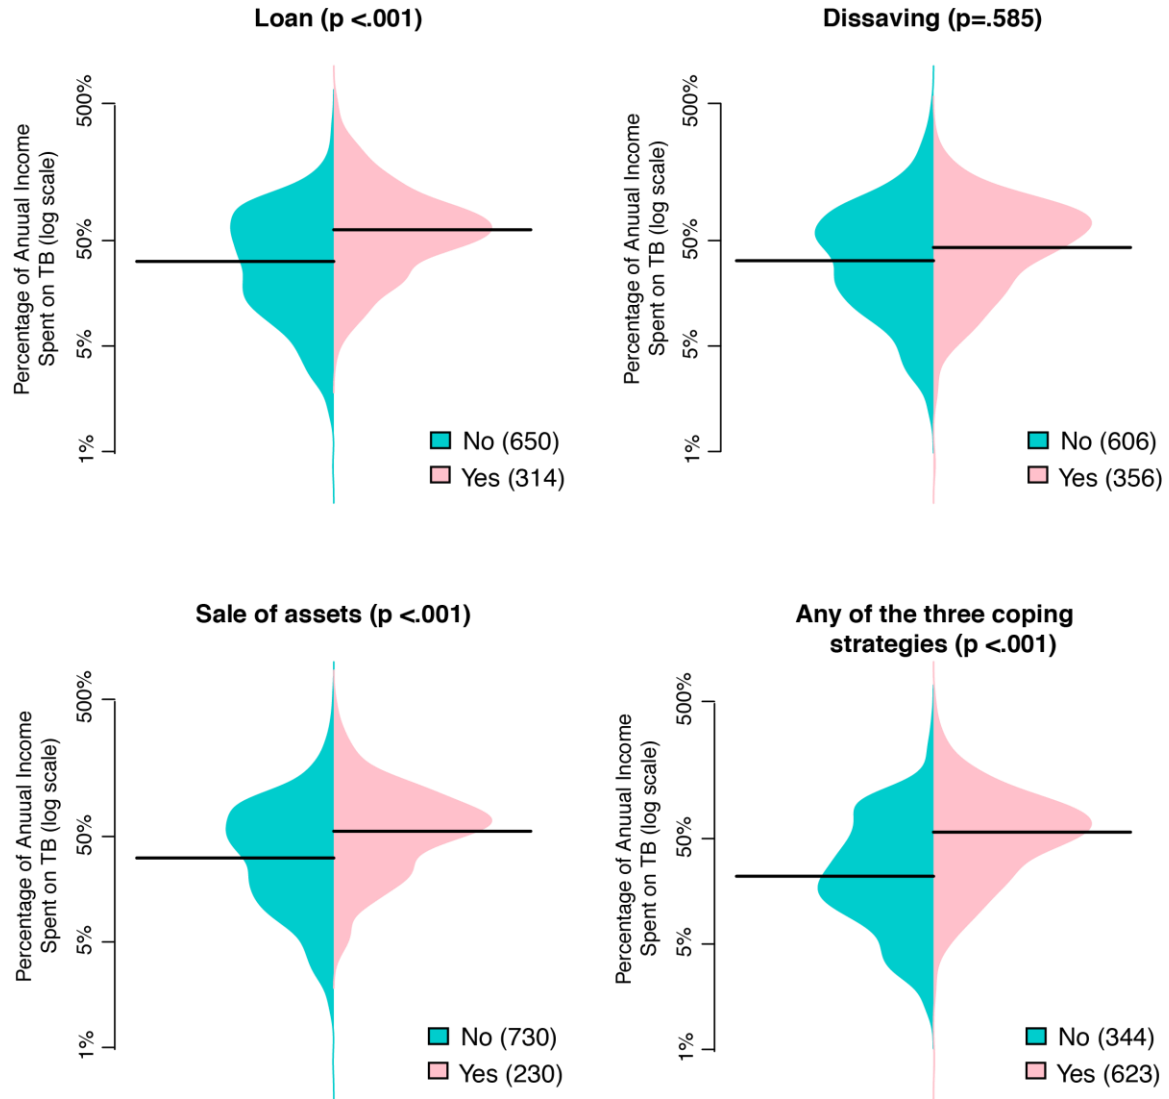 Loan (p <.001)
Percentage of Anuual Income
Spent on TB (log scale)
500%
50%
5%
1%
No (650)
Yes (314)
Dissaving (p=.585)
Percentage of Anuual Income
Spent on TB (log scale)
500%
50%
5%
1%
No (606)
Yes (356)
Sale of assets (p <.001)
Percentage of Anuual Income
Spent on TB (log scale)
500%
50%
5%
1%
No (730)
Yes (230)
Any of the three coping
strategies (p <.001)
Percentage of Anuual Income
Spent on TB (log scale)
500%
50%
5%
1%
No (344)
Yes (623)